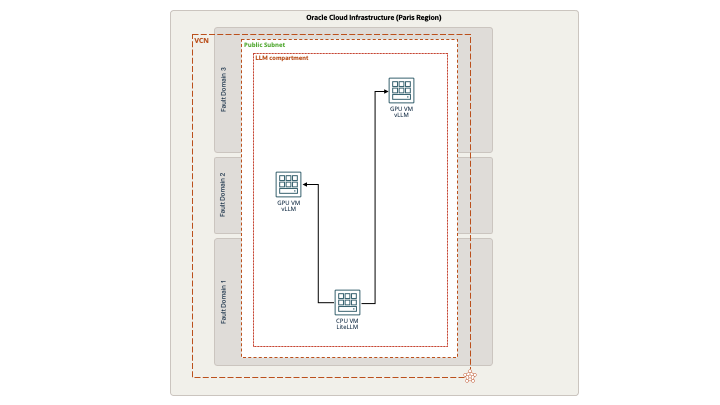 Oracle Cloud Infrastructure (Paris Region)
VCN
Public Subnet
LLM compartment
Fault Domain 3
GPU VM
vLLM
Fault Domain 2
GPU VM
vLLM
Fault Domain 1
CPU VM
LiteLLM